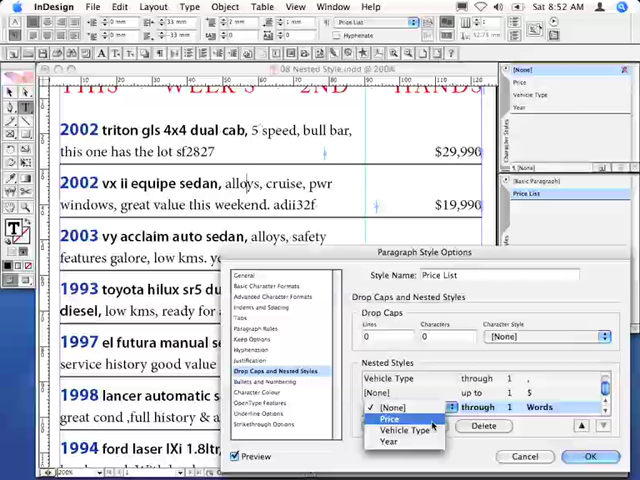 InDesign File Edit Layout Type Object Table View Window Help Sat 8:52 AM
Price List
Hyphenate
08 Nested Style.indd @ 200%
THIS WEEK'S 2ND HANDS
2002 triton gls 4x4 dual cab, 5 speed, bull bar,
this one has the lot sf2827 $29,990
2002 vx ii equipe sedan, alloys, cruise, pwr
windows, great value this weekend. adii32f $19,990
2003 vy acclaim auto sedan, alloys, safety
features galore, low kms.
1993 toyota hilux sr5 du
diesel, low kms, ready for
1997 el futura manual se
service history good value
1998 lancer automatic s
great cond ,full history &
1994 ford laser lXi 1.8ltr,
200%
[None]
Price
Vehicle Type
Year
Character Styles
[None]
[Basic Paragraph]
Price List
Paragraph Style Options
General
Basic Character Formats
Advanced Character Formats
Indents and Spacing
Tabs
Paragraph Rules
Keep Options
Hyphenation
Justification
Drop Caps and Nested Styles
Bullets and Numbering
Character Colour
OpenType Features
Underline Options
Strikethrough Options
Style Name: Price List
Drop Caps and Nested Styles
Drop Caps
Lines Characters Character Style
0 0 [None]
Nested Styles
Vehicle Type through 1 ,
[None] up to 1 $
[None] through 1 Words
Price
Vehicle Type
Year
Delete
Preview
Cancel OK